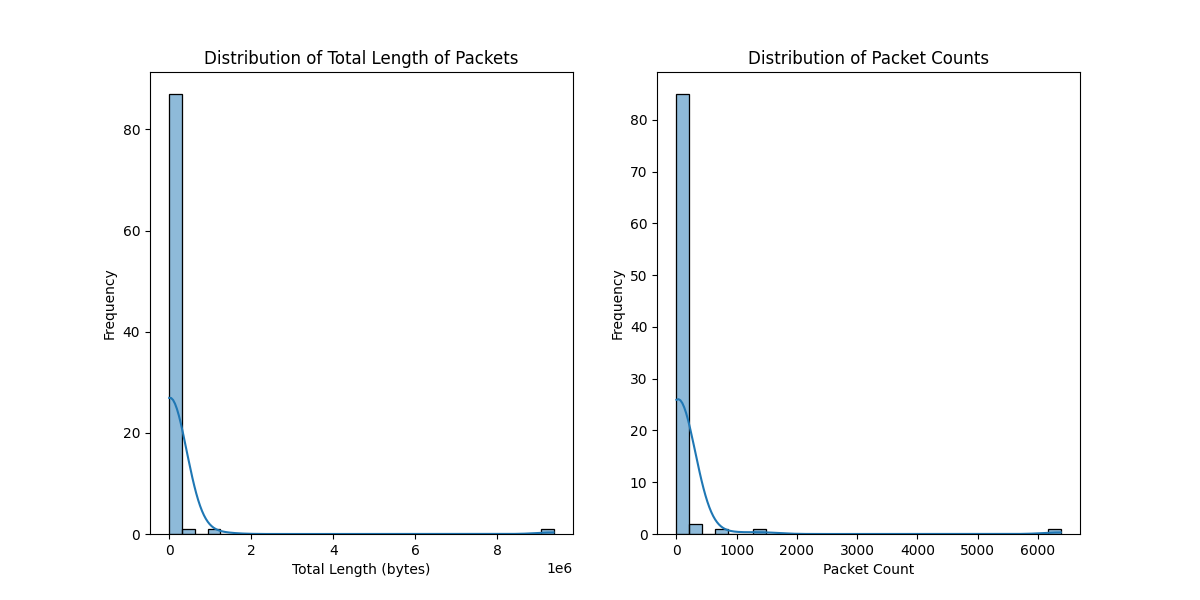 Distribution of Total Length of Packets
Frequency
80
60
40
20
0
0 2 4 6 8
1e6
Total Length (bytes)
Distribution of Packet Counts
Frequency
80
70
60
50
40
30
20
10
0
0 1000 2000 3000 4000 5000 6000
Packet Count